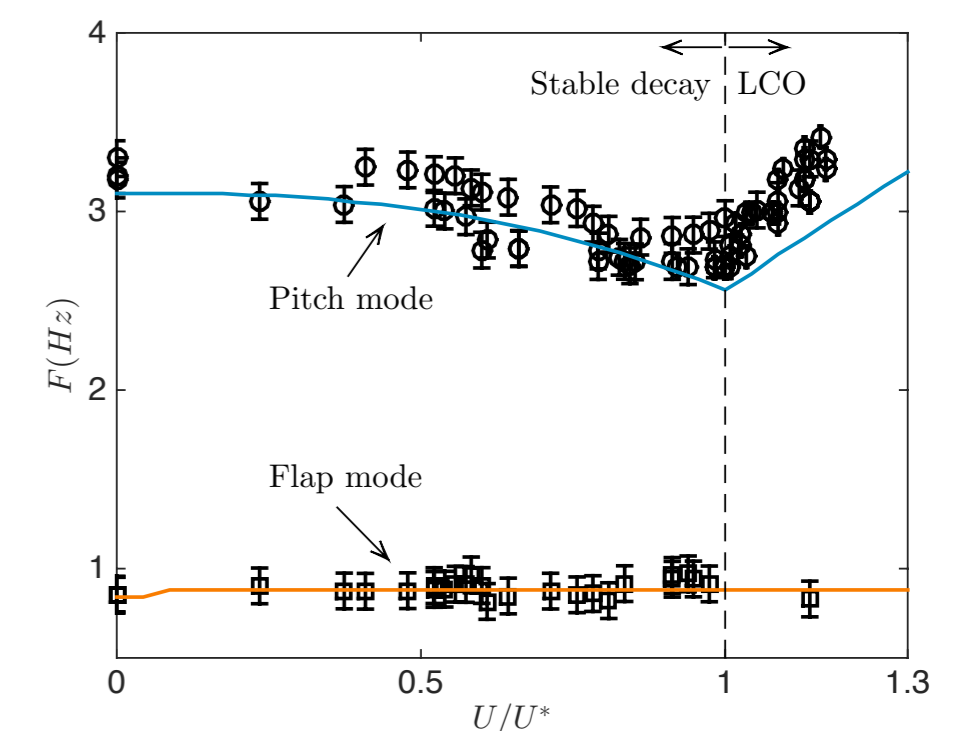 4
Stable decay LCO
3
Pitch mode
F(Hz)
2
Flap mode
1
0 0.5 1 1.3
U/U*